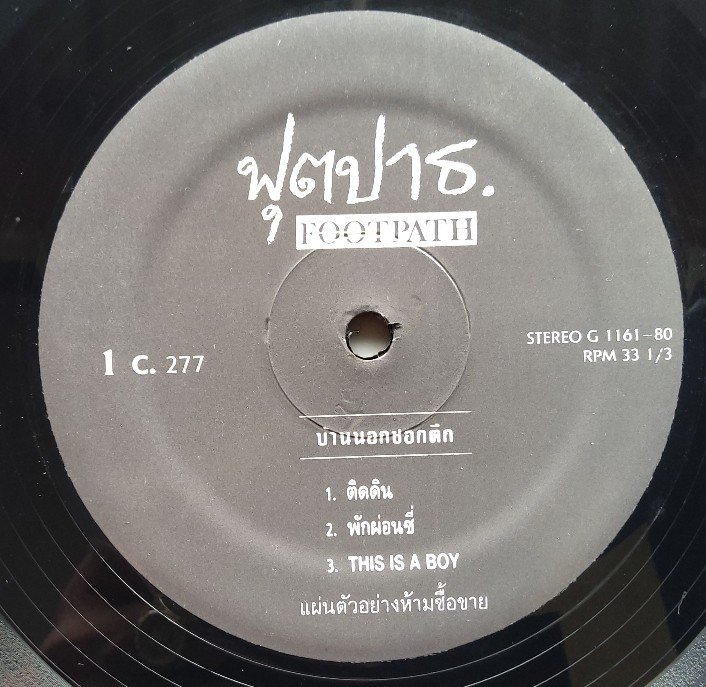 ฟุตปาธ.
FOOTPATH
1 C. 277
STEREO G 1161-80
RPM 33 1/3
บ้านนอกซอกตึก
1. ติดดิน
2. พักผ่อนซี่
3. THIS IS A BOY
แผ่นตัวอย่างห้ามซื้อขาย